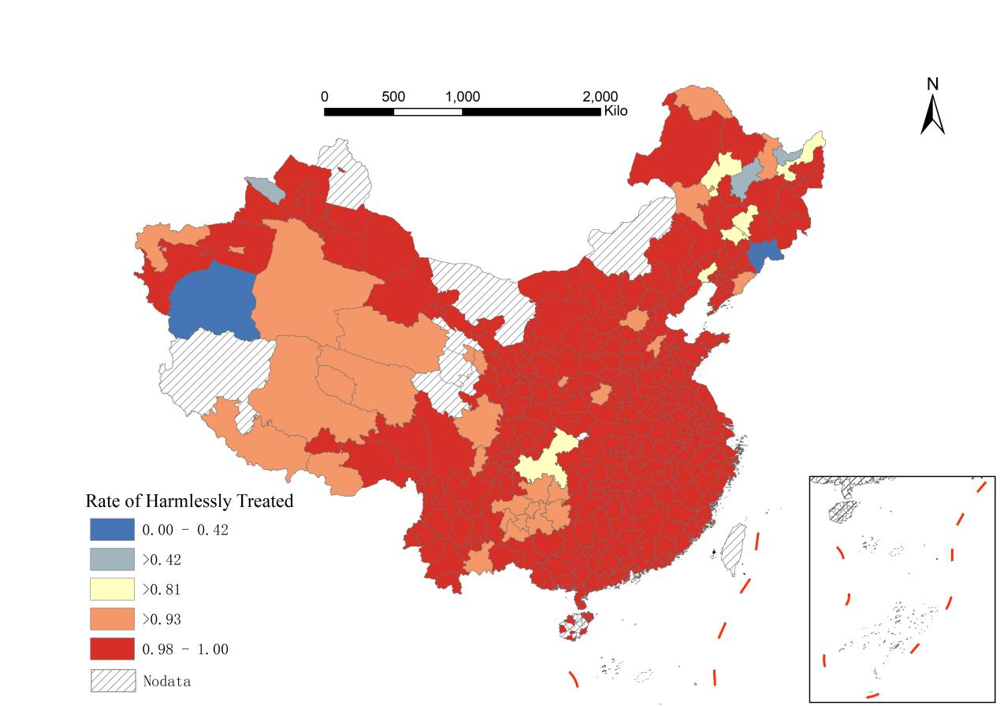 N
0 500 1,000 2,000
Kilo
Rate of Harmlessly Treated
0.00 - 0.42
>0.42
>0.81
>0.93
0.98 - 1.00
Nodata